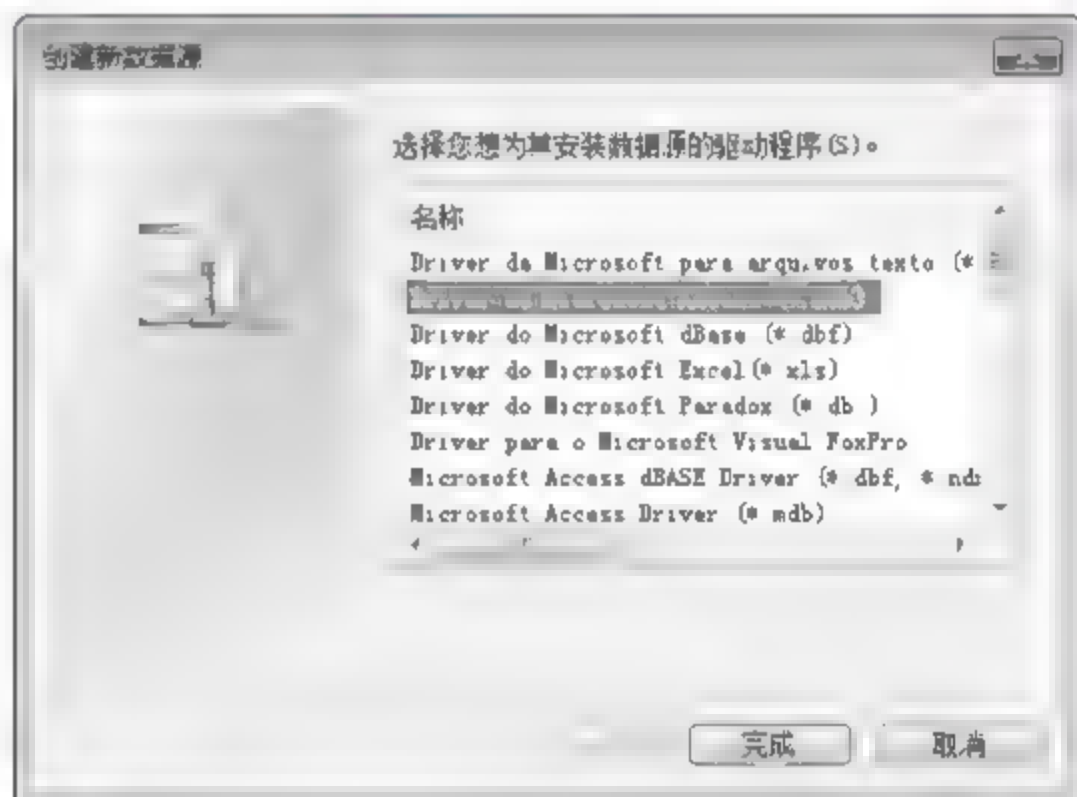 创建新数据源
选择您想为其安装数据源的驱动程序(S)。
名称
Driver da Microsoft para arquivos texto (*
Driver do Microsoft dBase (* dbf)
Driver do Microsoft Excel(* xls)
Driver do Microsoft Paradox (* db )
Driver para o Microsoft Visual FoxPro
Microsoft Access dBASE Driver (* dbf, * ndx
Microsoft Access Driver (* mdb)
完成
取消